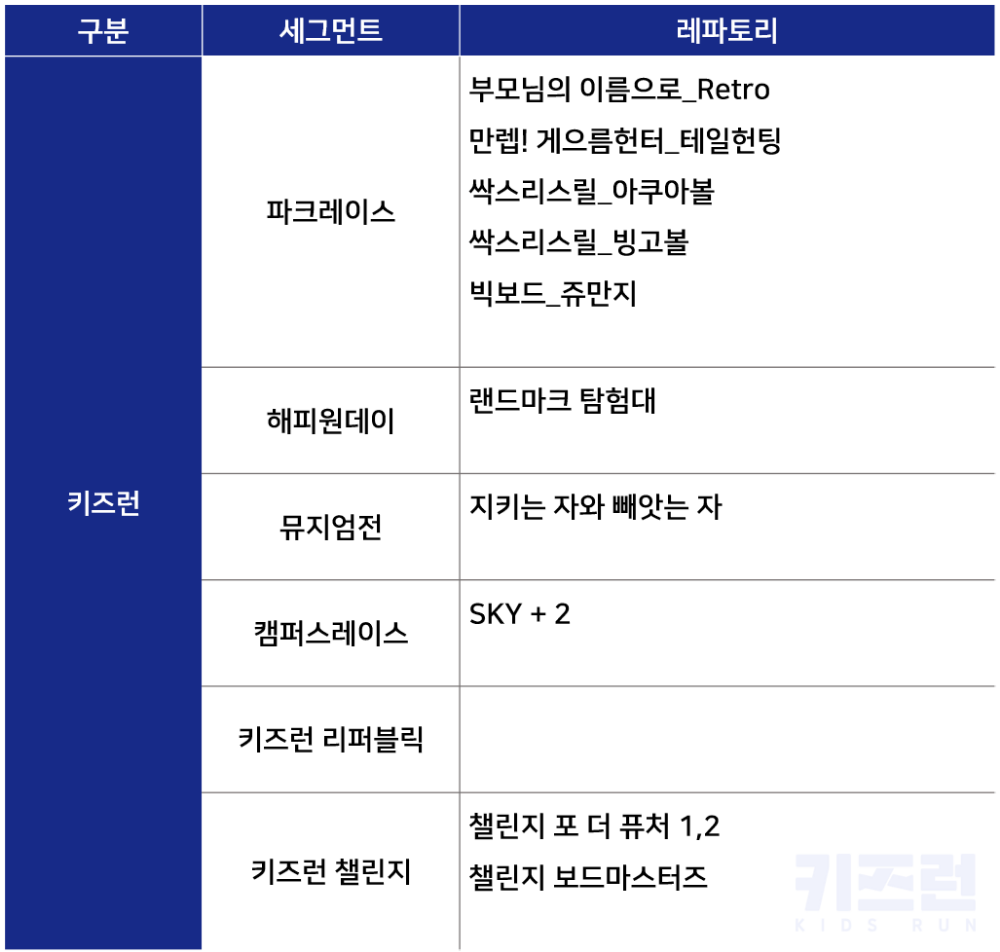 구분 세그먼트 레파토리
키즈런
파크레이스
부모님의 이름으로_Retro
만렙! 게으름헌터_테일헌팅
싹스리스릴_아쿠아볼
싹스리스릴_빙고볼
빅보드_쥬만지
해피원데이
랜드마크 탐험대
뮤지엄전
지키는 자와 빼앗는 자
캠퍼스레이스
SKY + 2
키즈런 리퍼블릭
키즈런 챌린지
챌린지 포 더 퓨처 1,2
챌린지 보드마스터즈
키즈런
KIDS RUN